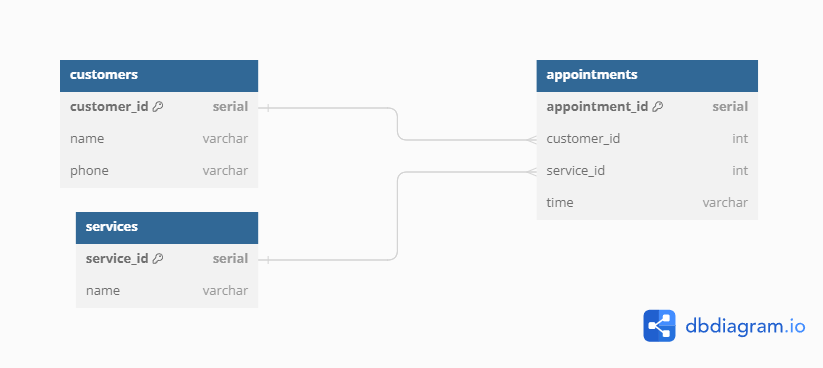 customers
customer_id serial
name varchar
phone varchar
services
service_id serial
name varchar
appointments
appointment_id serial
customer_id int
service_id int
time varchar
dbdiagram.io